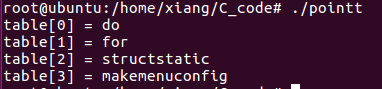 root@ubuntu:/home/xiang/C_code# ./pointt
table[0] = do
table[1] = for
table[2] = structstatic
table[3] = makemenuconfig